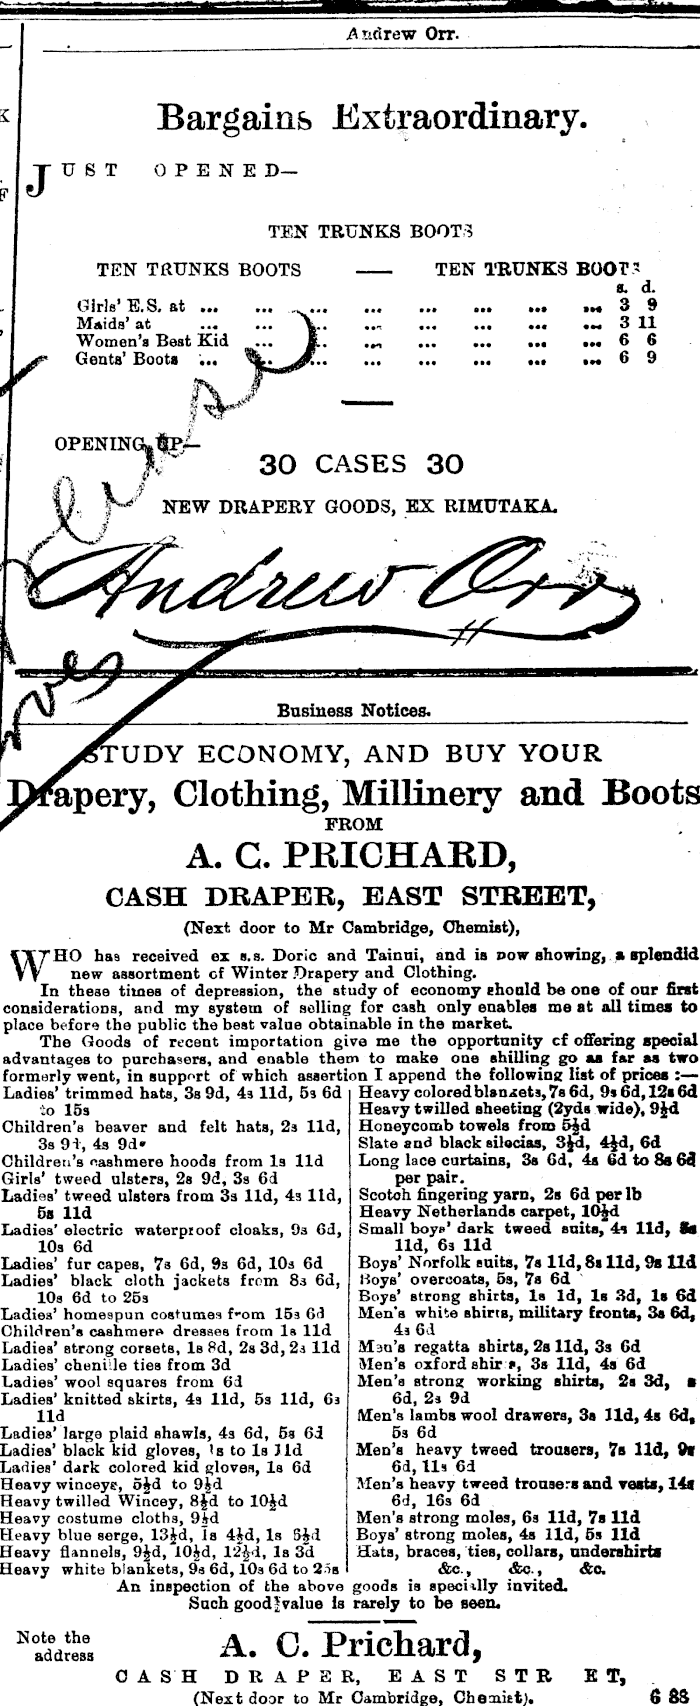 Andrew Orr.
Bargains Extraordinary.
JUST OPENED—
TEN TRUNKS BOOTS
TEN TRUNKS BOOTS — TEN TRUNKS BOOTS
s. d.
Girls' E.S. at ... ... ... ... ... ... ... ... 3 9
Maids' at ... ... ... ... ... ... ... ... 3 11
Women's Best Kid ... ... ... ... ... ... ... 6 6
Gents' Boots ... ... ... ... ... ... ... ... 6 9
OPENING UP—
30 CASES 30
NEW DRAPERY GOODS, EX RIMUTAKA.
Andrew Orr
Business Notices.
STUDY ECONOMY, AND BUY YOUR
Drapery, Clothing, Millinery and Boots
FROM
A. C. PRICHARD,
CASH DRAPER, EAST STREET,
(Next door to Mr Cambridge, Chemist),
WHO has received ex s.s. Doric and Tainui, and is now showing, a splendid
new assortment of Winter Drapery and Clothing.
In these times of depression, the study of economy should be one of our first
considerations, and my system of selling for cash only enables me at all times to
place before the public the best value obtainable in the market.
The Goods of recent importation give me the opportunity of offering special
advantages to purchasers, and enable them to make one shilling go as far as two
formerly went, in support of which assertion I append the following list of prices :—
Ladies' trimmed hats, 3s 9d, 4s 11d, 5s 6d
to 15s
Children's beaver and felt hats, 2s 11d,
3s 9d, 4s 9d
Children's cashmere hoods from 1s 11d
Girls' tweed ulsters, 2s 9d, 3s 6d
Ladies' tweed ulsters from 3s 11d, 4s 11d,
5s 11d
Ladies' electric waterproof cloaks, 9s 6d,
10s 6d
Ladies' fur capes, 7s 6d, 9s 6d, 10s 6d
Ladies' black cloth jackets from 8s 6d,
10s 6d to 25s
Ladies' homespun costumes from 15s 6d
Children's cashmere dresses from 1s 11d
Ladies' strong corsets, 1s 8d, 2s 3d, 2s 11d
Ladies' chenille ties from 3d
Ladies' wool squares from 6d
Ladies' knitted skirts, 4s 11d, 5s 11d, 6s
11d
Ladies' large plaid shawls, 4s 6d, 5s 6d
Ladies' black kid gloves, 1s to 1s 11d
Ladies' dark colored kid gloves, 1s 6d
Heavy winceys, 5½d to 9½d
Heavy twilled Wincey, 8½d to 10½d
Heavy costume cloths, 9½d
Heavy blue serge, 13½d, 1s 4½d, 1s 6½d
Heavy flannels, 9½d, 10½d, 12½d, 1s 3d
Heavy white blankets, 9s 6d, 10s 6d to 25s
Heavy colored blankets, 7s 6d, 9s 6d, 12s 6d
Heavy twilled sheeting (2yds wide), 9½d
Honeycomb towels from 5½d
Slate and black silecias, 3½d, 4½d, 6d
Long lace curtains, 3s 6d, 4s 6d to 8s 6d
per pair.
Scotch fingering yarn, 2s 6d per lb
Heavy Netherlands carpet, 10½d
Small boys' dark tweed suits, 4s 11d,
11d, 6s 11d
Boys' Norfolk suits, 7s 11d, 8s 11d, 9s 11d
Boys' overcoats, 5s, 7s 6d
Boys' strong shirts, 1s 1d, 1s 3d, 1s 6d
Men's white shirts, military fronts, 3s 6d,
4s 6d
Men's regatta shirts, 2s 11d, 3s 6d
Men's oxford shirts, 3s 11d, 4s 6d
Men's strong working shirts, 2s 3d,
6d, 2s 9d
Men's lambs wool drawers, 3s 11d, 4s 6d,
5s 6d
Men's heavy tweed trousers, 7s 11d, 9s
6d, 11s 6d
Men's heavy tweed trousers and vests, 14s
6d, 16s 6d
Men's strong moles, 6s 11d, 7s 11d
Boys' strong moles, 4s 11d, 5s 11d
Hats, braces, ties, collars, undershirts
&c., &c., &c.
An inspection of the above goods is specially invited.
Such good value is rarely to be seen.
Note the
address
A. C. Prichard,
CASH DRAPER, EAST STREET,
(Next door to Mr Cambridge, Chemist).
6 88